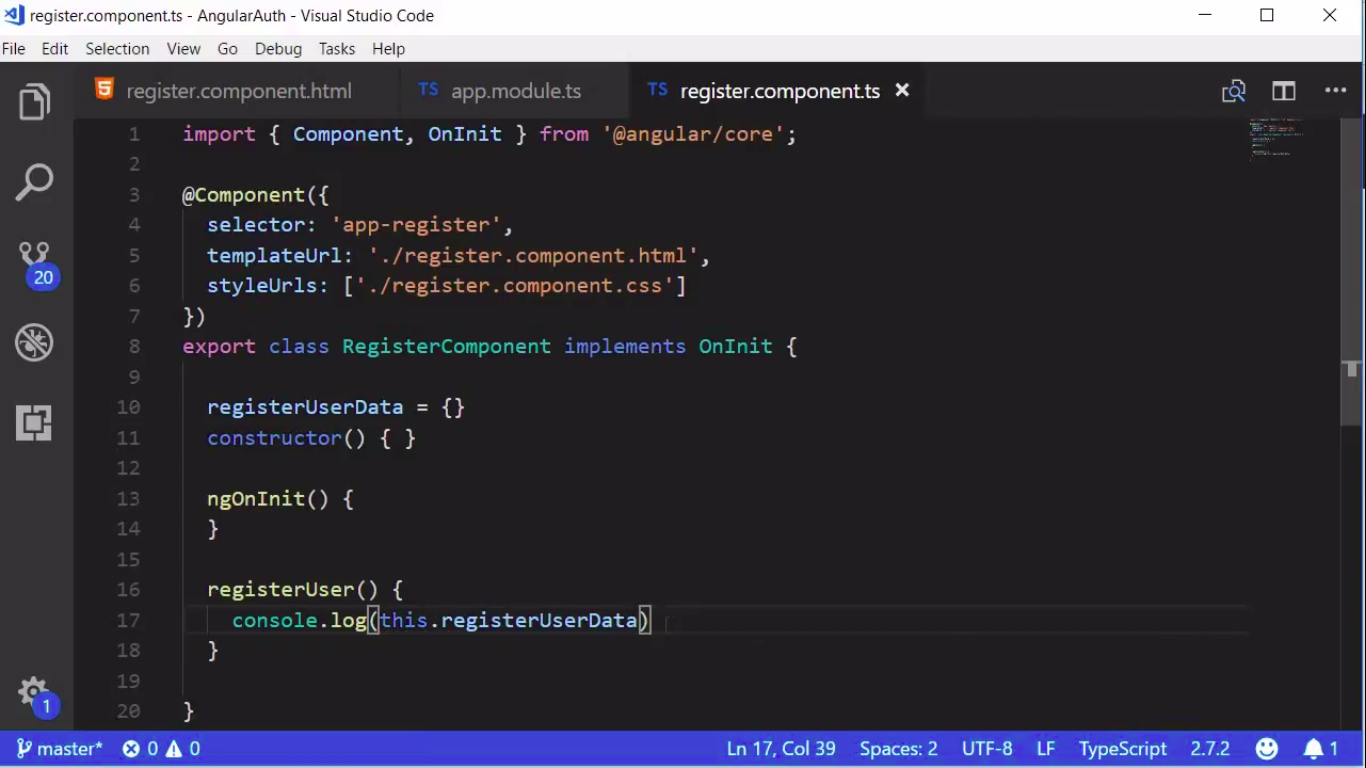 register.component.ts - AngularAuth - Visual Studio Code
File Edit Selection View Go Debug Tasks Help
register.component.html TS app.module.ts TS register.component.ts
1 import { Component, OnInit } from '@angular/core';
2
3 @Component({
4 selector: 'app-register',
5 templateUrl: './register.component.html',
6 styleUrls: ['./register.component.css']
7 })
8 export class RegisterComponent implements OnInit {
9
10 registerUserData = {}
11 constructor() { }
12
13 ngOnInit() {
14 }
15
16 registerUser() {
17 console.log(this.registerUserData)
18 }
19
20 }
20
1
master* 0 0 Ln 17, Col 39 Spaces: 2 UTF-8 LF TypeScript 2.7.2 1